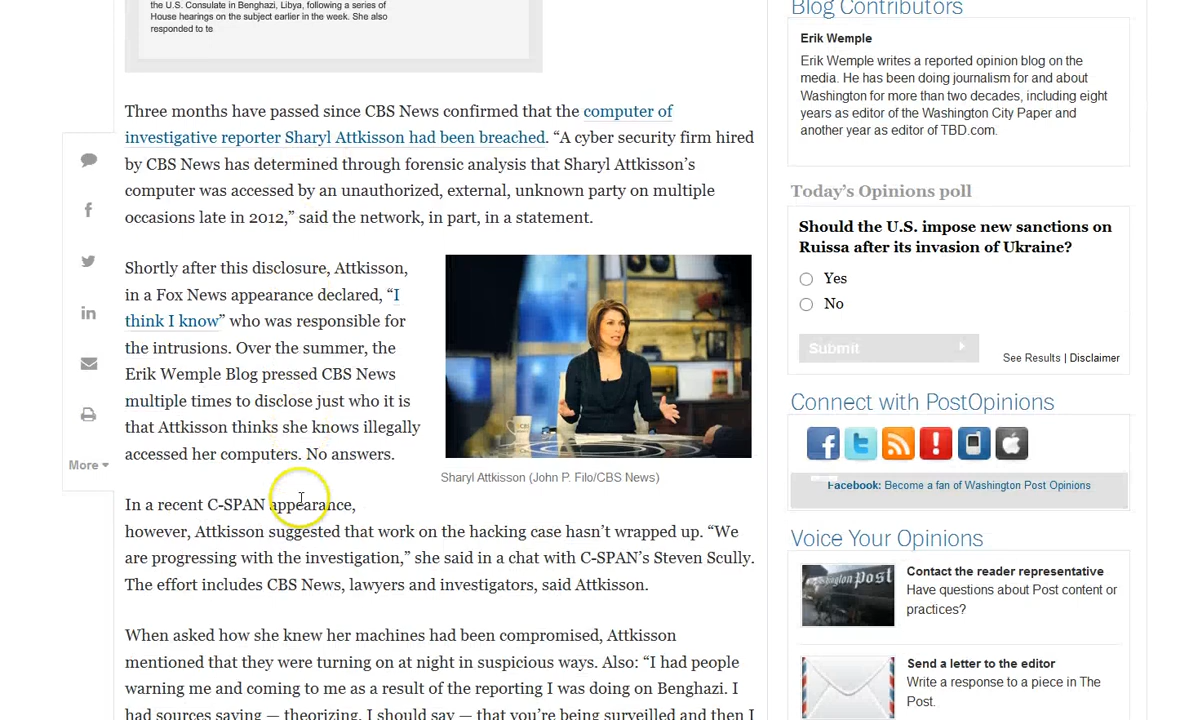 the U.S. Consulate in Benghazi, Libya, following a series of
House hearings on the subject earlier in the week. She also
responded to te
Three months have passed since CBS News confirmed that the computer of
investigative reporter Sharyl Attkisson had been breached. “A cyber security firm hired
by CBS News has determined through forensic analysis that Sharyl Attkisson’s
computer was accessed by an unauthorized, external, unknown party on multiple
occasions late in 2012,” said the network, in part, in a statement.
Shortly after this disclosure, Attkisson,
in a Fox News appearance declared, “I
think I know” who was responsible for
the intrusions. Over the summer, the
Erik Wemple Blog pressed CBS News
multiple times to disclose just who it is
that Attkisson thinks she knows illegally
accessed her computers. No answers.
Sharyl Attkisson (John P. Filo/CBS News)
In a recent C-SPAN appearance,
however, Attkisson suggested that work on the hacking case hasn’t wrapped up. “We
are progressing with the investigation,” she said in a chat with C-SPAN’s Steven Scully.
The effort includes CBS News, lawyers and investigators, said Attkisson.
When asked how she knew her machines had been compromised, Attkisson
mentioned that they were turning on at night in suspicious ways. Also: “I had people
warning me and coming to me as a result of the reporting I was doing on Benghazi. I
had sources saying — theorizing, I should say — that you’re being surveilled and then I
More
Blog Contributors
Erik Wemple
Erik Wemple writes a reported opinion blog on the
media. He has been doing journalism for and about
Washington for more than two decades, including eight
years as editor of the Washington City Paper and
another year as editor of TBD.com.
Today’s Opinions poll
Should the U.S. impose new sanctions on
Ruissa after its invasion of Ukraine?
Yes
No
Submit
See Results | Disclaimer
Connect with PostOpinions
Facebook: Become a fan of Washington Post Opinions
Voice Your Opinions
Contact the reader representative
Have questions about Post content or
practices?
Send a letter to the editor
Write a response to a piece in The
Post.